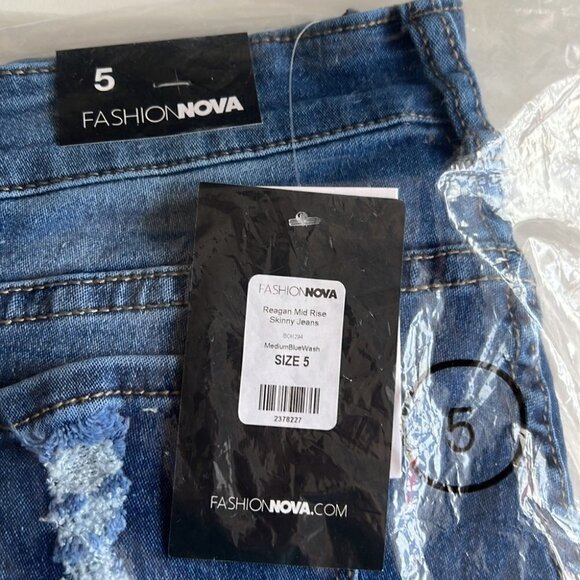 5
FASHIONNOVA
FASHIONNOVA
Reagan Mid Rise
Skinny Jeans
MediumBlueWash
SIZE 5
2378227
5
FASHIONNOVA.COM